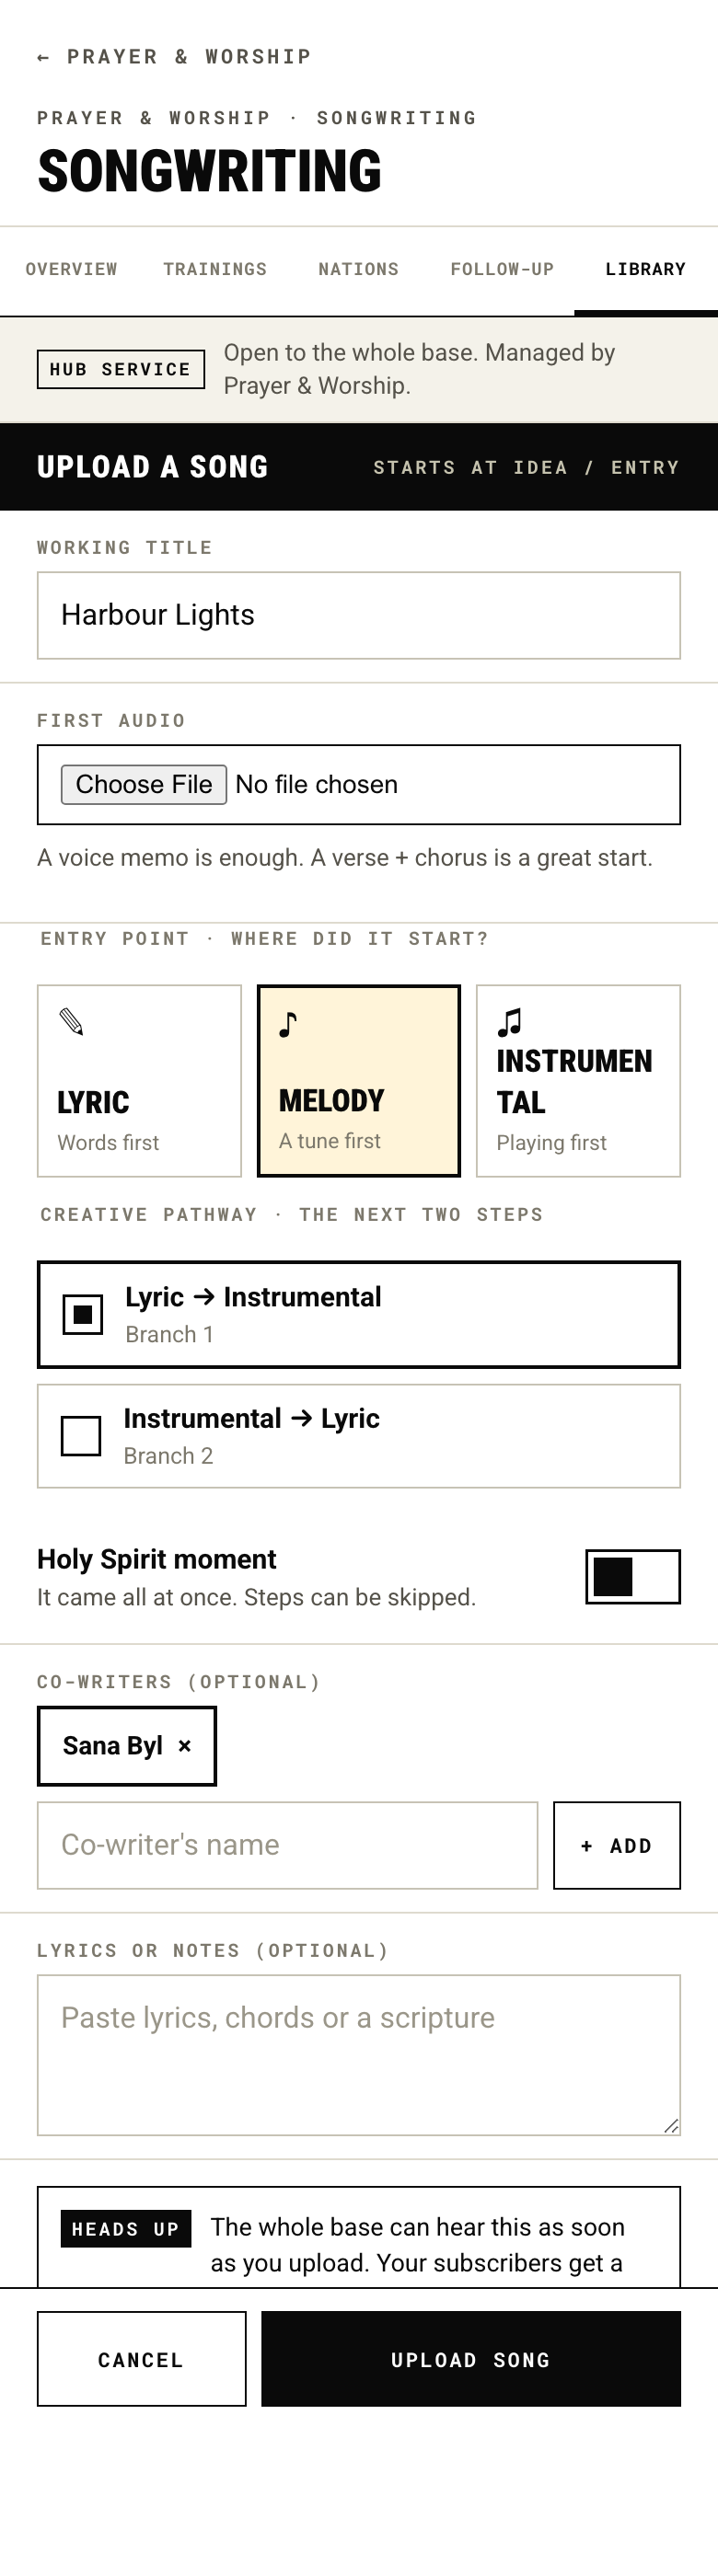 ← PRAYER & WORSHIP
PRAYER & WORSHIP · SONGWRITING
SONGWRITING
OVERVIEW TRAININGS NATIONS FOLLOW-UP LIBRARY
HUB SERVICE
Open to the whole base. Managed by
Prayer & Worship.
UPLOAD A SONG STARTS AT IDEA / ENTRY
WORKING TITLE
Harbour Lights
FIRST AUDIO
Choose File No file chosen
A voice memo is enough. A verse + chorus is a great start.
ENTRY POINT · WHERE DID IT START?
LYRIC
Words first
MELODY
A tune first
INSTRUMEN
TAL
Playing first
CREATIVE PATHWAY · THE NEXT TWO STEPS
Lyric → Instrumental
Branch 1
Instrumental → Lyric
Branch 2
Holy Spirit moment
It came all at once. Steps can be skipped.
CO-WRITERS (OPTIONAL)
Sana Byl ×
Co-writer's name
+ ADD
LYRICS OR NOTES (OPTIONAL)
Paste lyrics, chords or a scripture
HEADS UP
The whole base can hear this as soon
as you upload. Your subscribers get a
CANCEL UPLOAD SONG